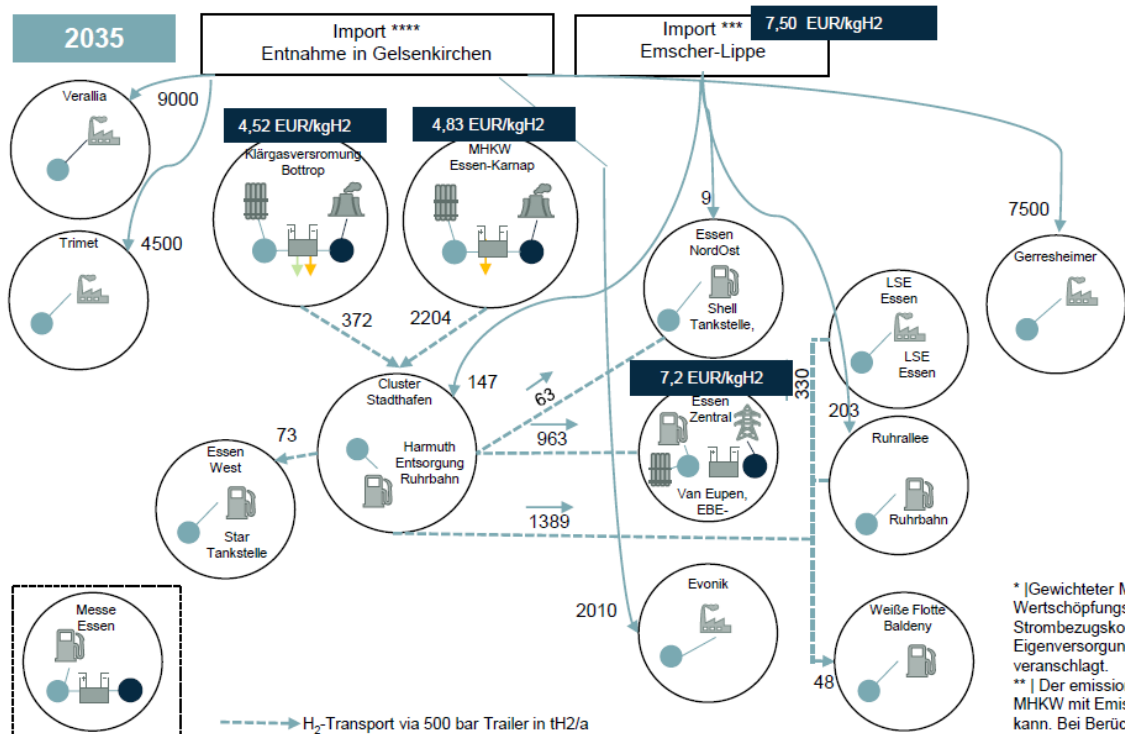 2035
Import ****
Entnahme in Gelsenkirchen
Import ***
Emscher-Lippe
7,50 EUR/kgH2
Verallia
9000
4,52 EUR/kgH2
Klärgasversromung
Bottrop
4,83 EUR/kgH2
MHKW
Essen-Karnap
Trimet
4500
9
Essen
NordOst
Shell
Tankstelle,
7500
Gerresheimer
LSE
Essen
LSE
Essen
372
2204
Cluster
Stadthafen
Harmuth
Entsorgung
Ruhrbahn
147
63
963
1389
7,2 EUR/kgH2
Essen
Zentral
Van Eupen,
EBE-
330
203
Ruhrallee
Ruhrbahn
73
Essen
West
Star
Tankstelle
Messe
Essen
2010
Evonik
Weiße Flotte
Baldeny
48
* |Gewichteter M
Wertschöpfungs
Strombezugsko
Eigenversorgun
veranschlagt.
** | Der emission
MHKW mit Emis
kann. Bei Berüc
H2-Transport via 500 bar Trailer in tH2/a